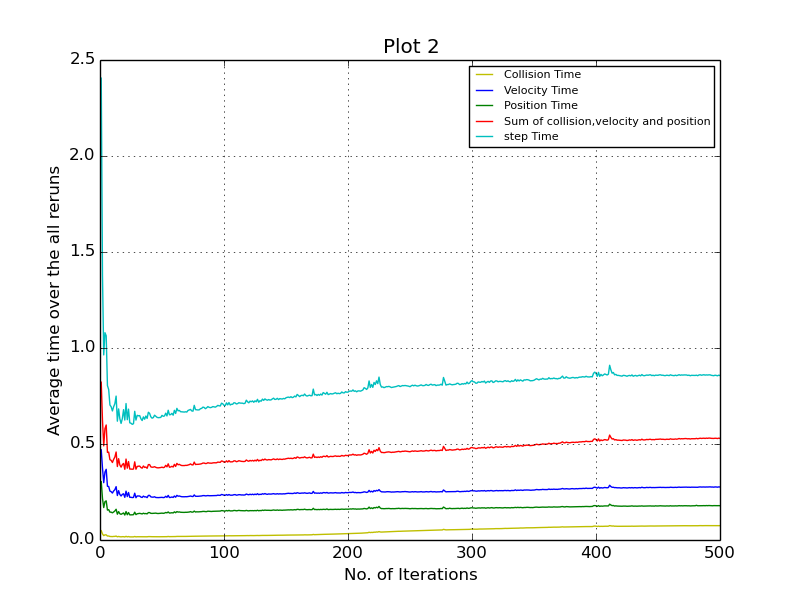 Plot 2
2.5
2.0
1.5
1.0
0.5
0.0
Average time over the all reruns
Collision Time
Velocity Time
Position Time
Sum of collision,velocity and position
step Time
0 100 200 300 400 500
No. of Iterations